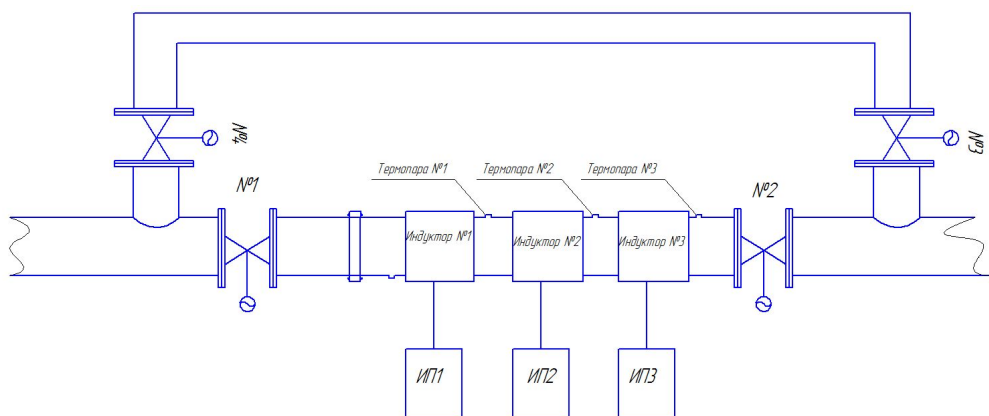 №4
№3
Термопара №1
Термопара №2
Термопара №3
№1
№2
Индуктор №1
Индуктор №2
Индуктор №3
ИП1
ИП2
ИП3